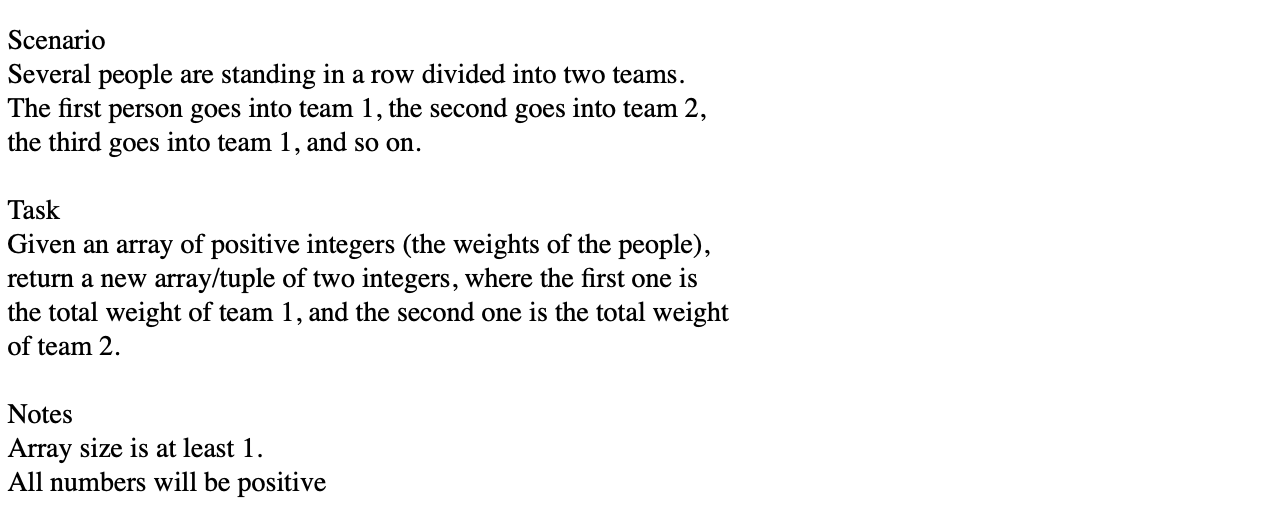 Scenario
Several people are standing in a row divided into two teams.
The first person goes into team 1, the second goes into team 2,
the third goes into team 1, and so on.
Task
Given an array of positive integers (the weights of the people),
return a new array/tuple of two integers, where the first one is
the total weight of team 1, and the second one is the total weight
of team 2.
Notes
Array size is at least 1.
All numbers will be positive